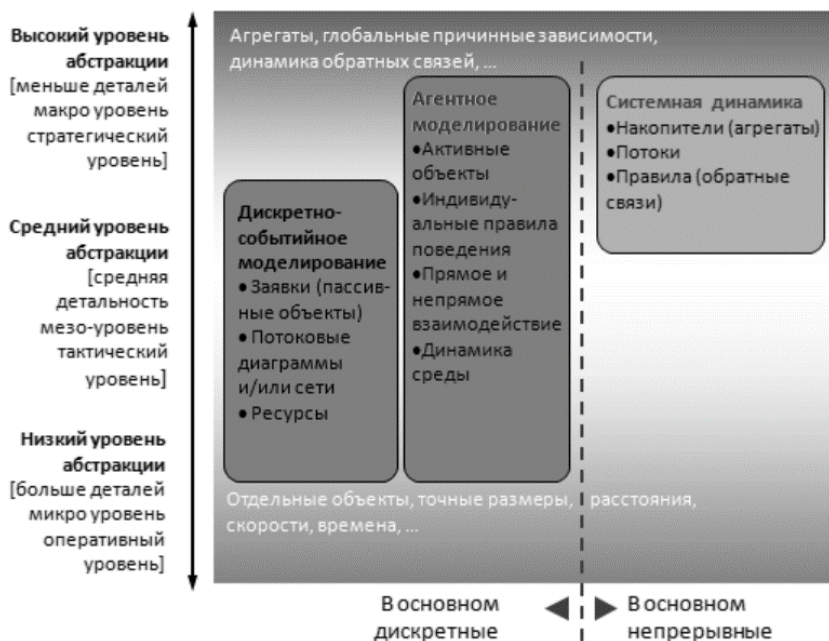 Высокий уровень
абстракции
[меньше деталей
макро уровень
стратегический
уровень]
Средний уровень
абстракции
[средняя
детальность
мезо-уровень
тактический
уровень]
Низкий уровень
абстракции
[больше деталей
микро уровень
оперативный
уровень]
Агрегаты, глобальные причинные зависимости,
динамика обратных связей, ...
Дискретно-
событийное
моделирование
• Заявки (пассив-
ные объекты)
• Потоковые
диаграммы
и/или сети
• Ресурсы
Агентное
моделирование
•Активные
объекты
•Индивиду-
альные правила
поведения
•Прямое и
непрямое
взаимодействие
•Динамика
среды
Системная динамика
•Накопители (агрегаты)
•Потоки
•Правила (обратные
связи)
Отдельные объекты, точные размеры, расстояния,
скорости, времена, ...
В основном
дискретные
В основном
непрерывные